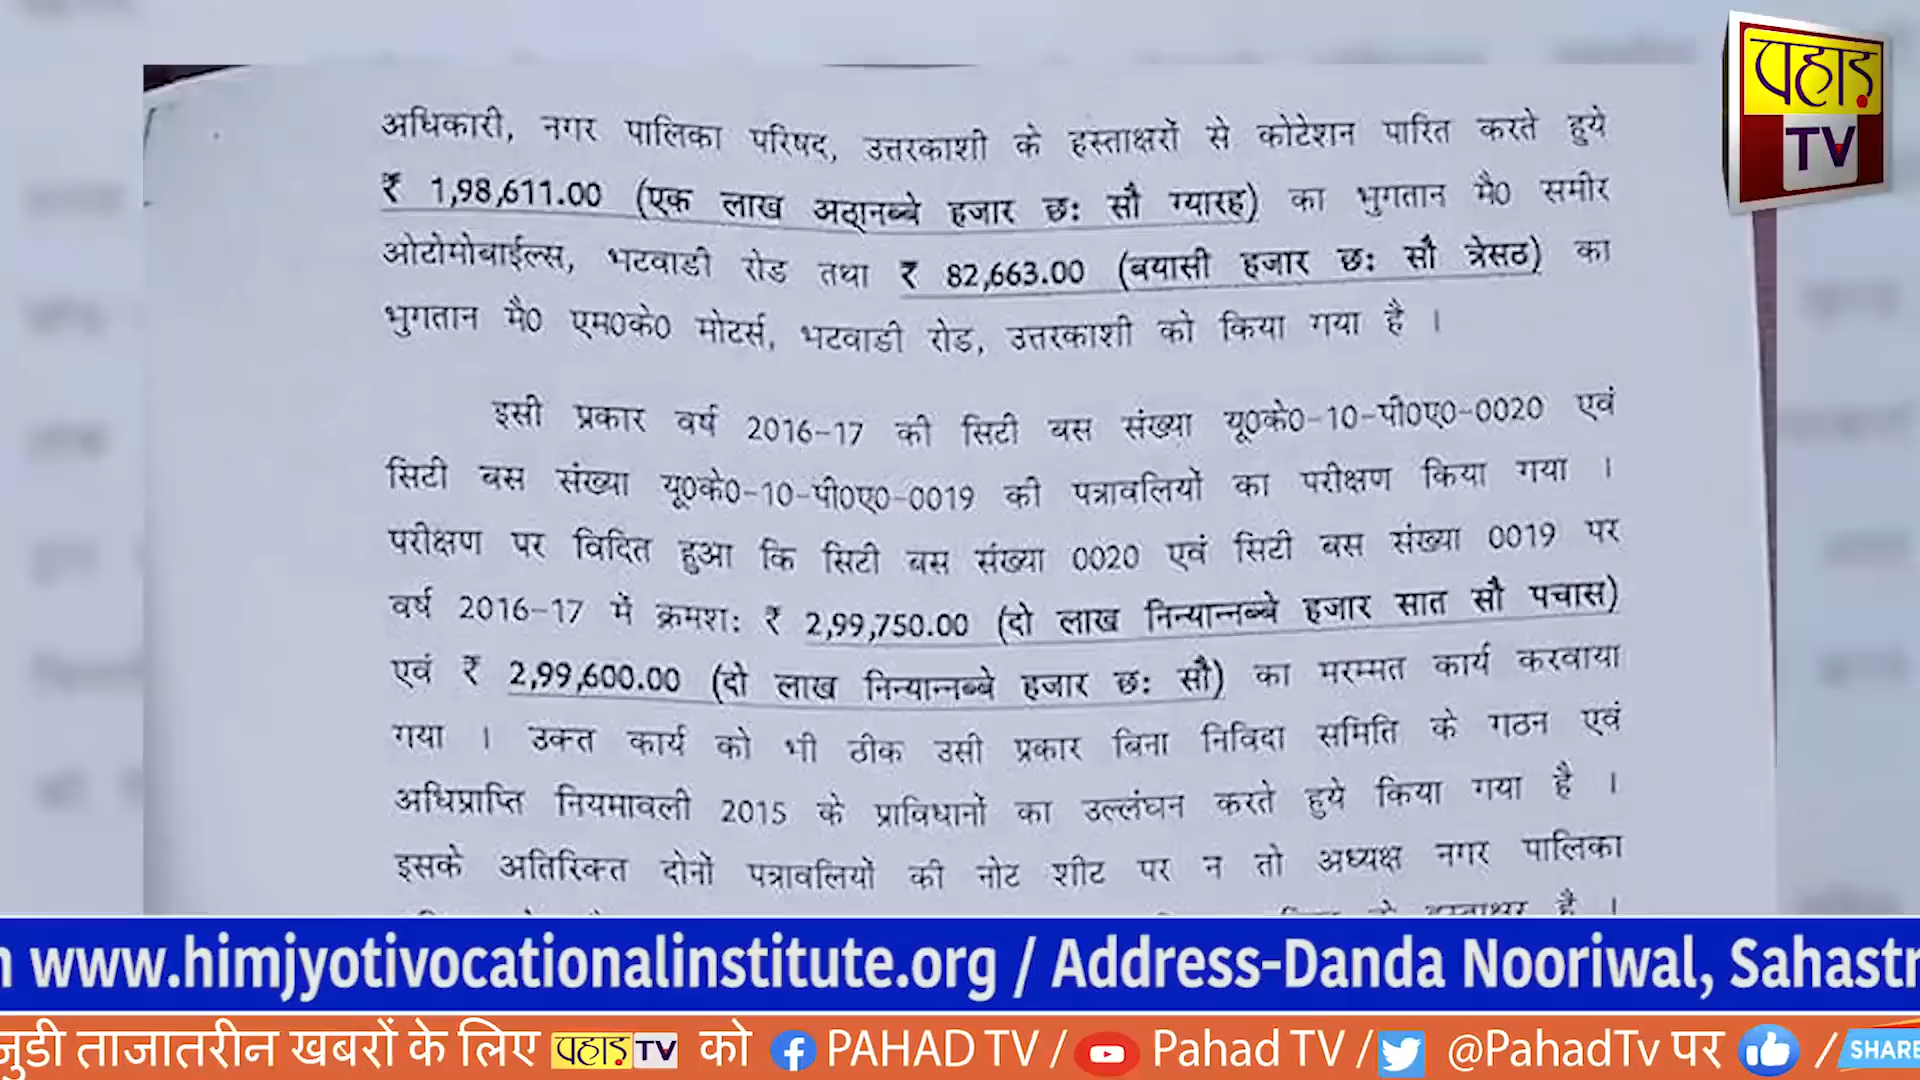 पहाड़
TV
अधिकारी, नगर पालिका परिषद, उत्तरकाशी के हस्ताक्षरों से कोटेशन पारित करते हुये
₹ 1,98,611.00 (एक लाख अठ्ठानब्बे हजार छः सौ ग्यारह) का भुगतान मै0 समीर
ओटोमोबाईल्स, भटवाडी रोड तथा ₹ 82,663.00 (बयासी हजार छः सौ त्रेसठ) का
भुगतान मै0 एम0के0 मोटर्स, भटवाडी रोड, उत्तरकाशी को किया गया है ।
इसी प्रकार वर्ष 2016-17 की सिटी बस संख्या यू0के0-10-पी0ए0-0020 एवं
सिटी बस संख्या यू0के0-10-पी0ए0-0019 की पत्रावलियों का परीक्षण किया गया ।
परीक्षण पर विदित हुआ कि सिटी बस संख्या 0020 एवं सिटी बस संख्या 0019 पर
वर्ष 2016-17 में क्रमशः ₹ 2,99,750.00 (दो लाख निन्यान्नब्बे हजार सात सौ पचास)
एवं ₹ 2,99,600.00 (दो लाख निन्यान्नब्बे हजार छः सौ) का मरम्मत कार्य करवाया
गया । उक्त कार्य को भी ठीक उसी प्रकार बिना निविदा समिति के गठन एवं
अधिप्राप्ति नियमावली 2015 के प्राविधानों का उल्लंघन करते हुये किया गया है ।
इसके अतिरिक्त दोनों पत्रावलियों की नोट शीट पर न तो अध्यक्ष नगर पालिका
हस्ताक्षर है ।
www.himjyotivocationalinstitute.org / Address-Danda Nooriwal, Sahastr
जुडी ताजातरीन खबरों के लिए पहाड़ TV को PAHAD TV / Pahad TV / @PahadTv पर / SHARE